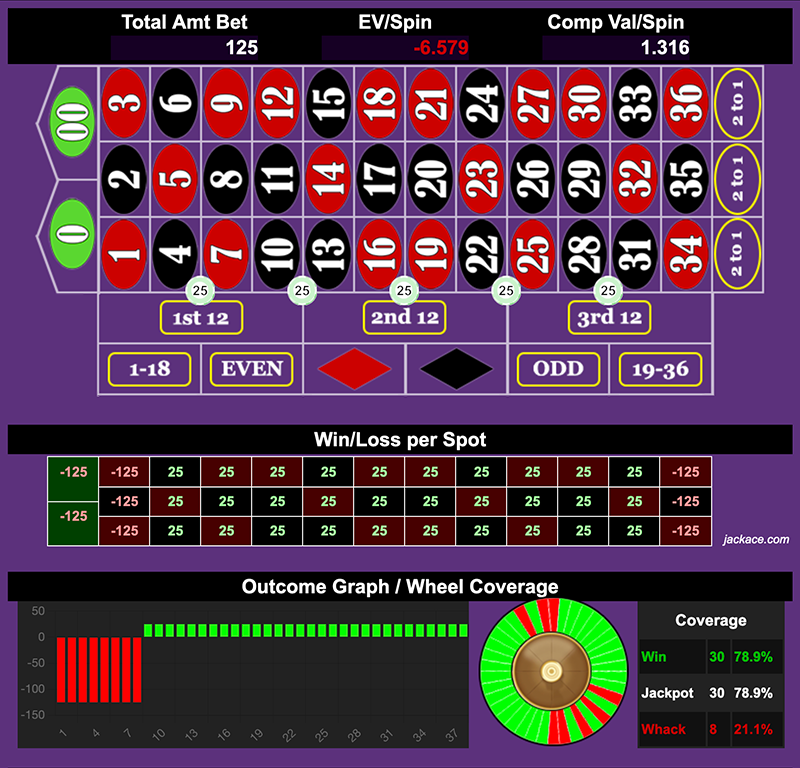 Total Amt Bet EV/Spin Comp Val/Spin
125 -6.579 1.316
00 3 6 9 12 15 18 21 24 27 30 33 36 2 to 1
2 5 8 11 14 17 20 23 26 29 32 35 2 to 1
0 1 4 7 10 13 16 19 22 25 28 31 34 2 to 1
25 25 25 25 25
1st 12 2nd 12 3rd 12
1-18 EVEN ODD 19-36
Win/Loss per Spot
-125 -125 25 25 25 25 25 25 25 25 25 25 -125
-125 25 25 25 25 25 25 25 25 25 25 -125
-125 -125 25 25 25 25 25 25 25 25 25 25 -125
jackace.com
Outcome Graph / Wheel Coverage
50
0
-50
-100
-150
1 4 7 10 13 16 19 22 25 28 31 34 37
Coverage
Win 30 78.9%
Jackpot 30 78.9%
Whack 8 21.1%